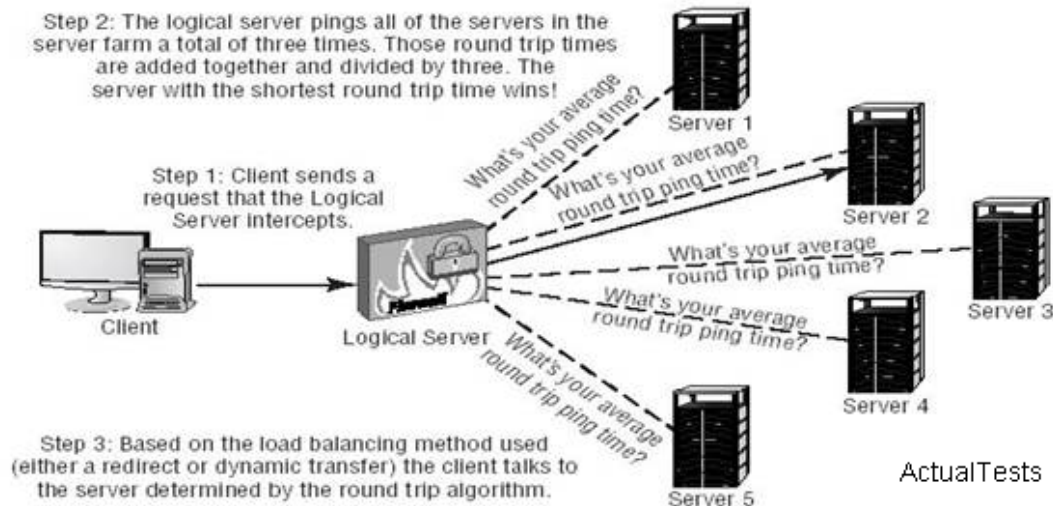 Step 2: The logical server pings all of the servers in the
server farm a total of three times. Those round trip times
are added together and divided by three. The
server with the shortest round trip time wins!
Server 1
What's your average
round trip ping time?
What's your average
round trip ping time?
Server 2
Step 1: Client sends a
request that the Logical
Server intercepts.
Client
Firewall
Logical Server
What's your average
round trip ping time?
Server 3
What's your average
round trip ping time?
Server 4
What's your average
round trip ping time?
Server 5
Step 3: Based on the load balancing method used
(either a redirect or dynamic transfer) the client talks to
the server determined by the round trip algorithm.
ActualTests